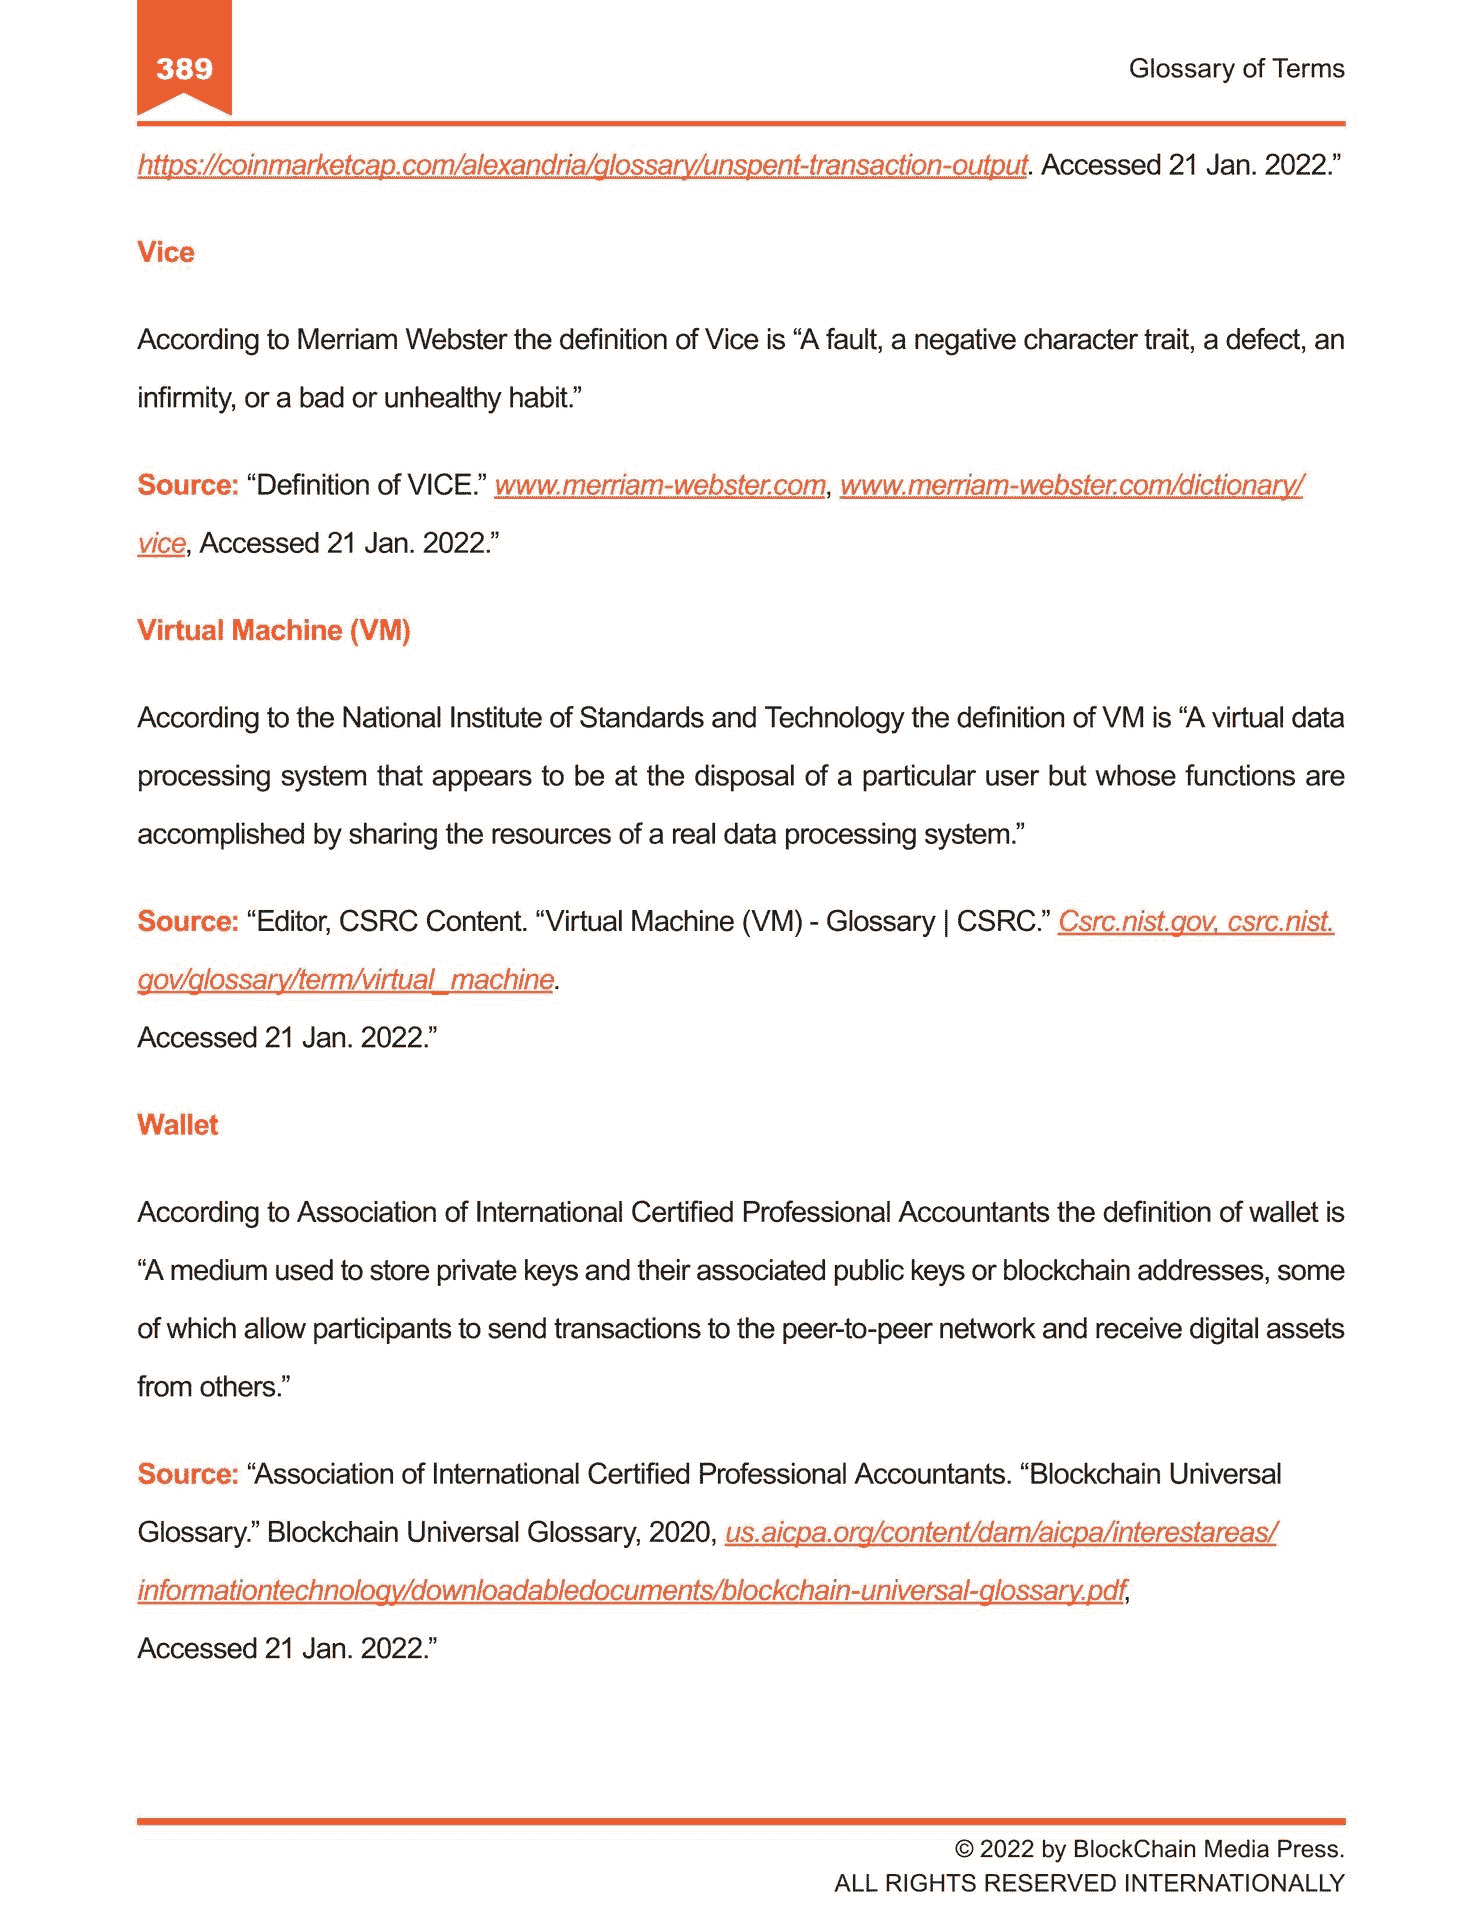 389
Glossary of Terms
https://coinmarketcap.com/alexandria/glossary/unspent-transaction-output. Accessed 21 Jan. 2022.”
Vice
According to Merriam Webster the definition of Vice is “A fault, a negative character trait, a defect, an
infirmity, or a bad or unhealthy habit.”
Source: “Definition of VICE.” www.merriam-webster.com, www.merriam-webster.com/dictionary/
vice, Accessed 21 Jan. 2022.”
Virtual Machine (VM)
According to the National Institute of Standards and Technology the definition of VM is “A virtual data
processing system that appears to be at the disposal of a particular user but whose functions are
accomplished by sharing the resources of a real data processing system.”
Source: “Editor, CSRC Content. “Virtual Machine (VM) - Glossary | CSRC.” Csrc.nist.gov, csrc.nist.
gov/glossary/term/virtual_machine.
Accessed 21 Jan. 2022.”
Wallet
According to Association of International Certified Professional Accountants the definition of wallet is
“A medium used to store private keys and their associated public keys or blockchain addresses, some
of which allow participants to send transactions to the peer-to-peer network and receive digital assets
from others.”
Source: “Association of International Certified Professional Accountants. “Blockchain Universal
Glossary.” Blockchain Universal Glossary, 2020, us.aicpa.org/content/dam/aicpa/interestareas/
informationtechnology/downloadabledocuments/blockchain-universal-glossary.pdf,
Accessed 21 Jan. 2022.”
© 2022 by BlockChain Media Press.
ALL RIGHTS RESERVED INTERNATIONALLY